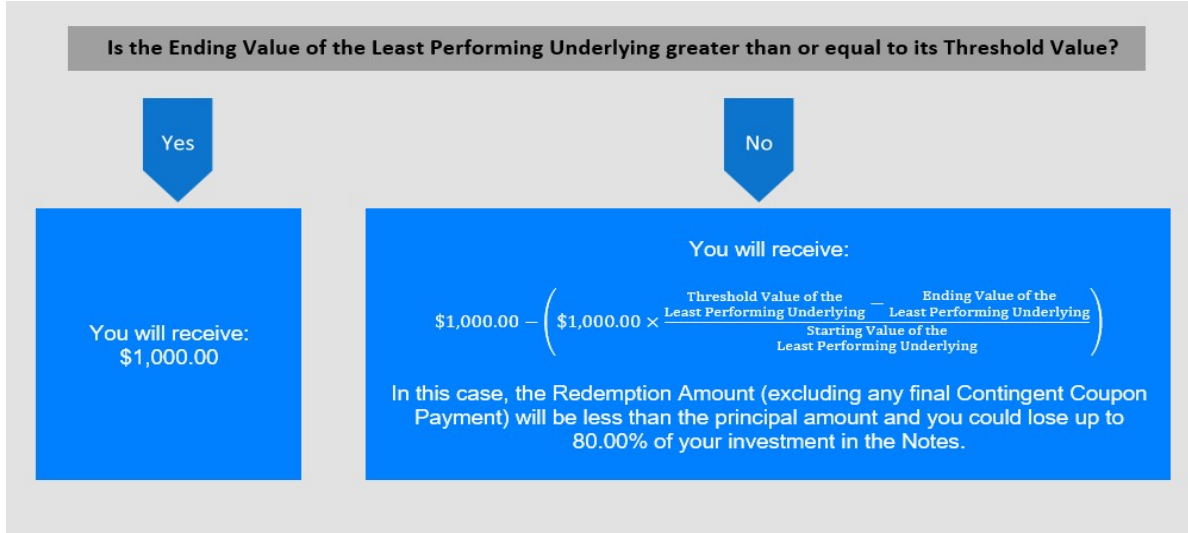 Is the Ending Value of the Least Performing Underlying greater than or equal to its Threshold Value?
Yes
No
You will receive:
$1,000.00
You will receive:
$1,000.00 − ($1,000.00 × (Threshold Value of the Least Performing Underlying − Ending Value of the Least Performing Underlying) / Starting Value of the Least Performing Underlying)
In this case, the Redemption Amount (excluding any final Contingent Coupon
Payment) will be less than the principal amount and you could lose up to
80.00% of your investment in the Notes.